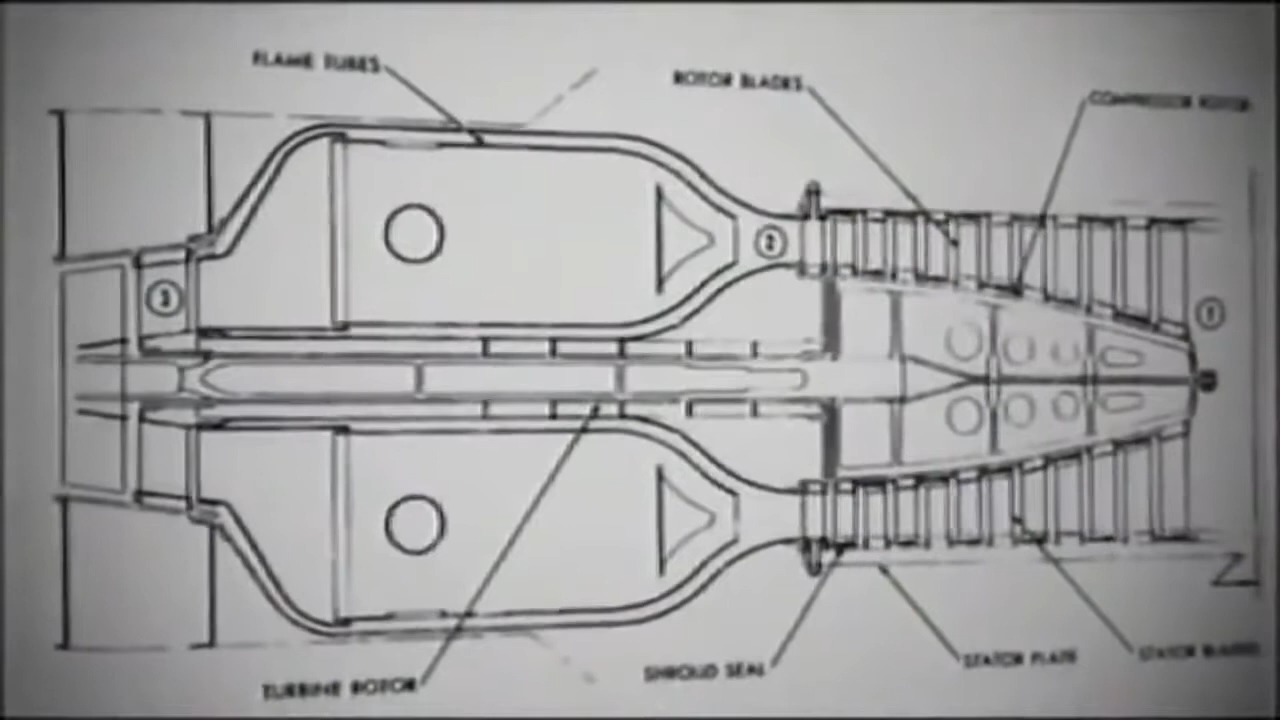 FLAME TUBES
ROTOR BLADES
COMPRESSOR ROTOR
2
3
1
TURBINE ROTOR
SHROUD SEAL
STATOR PLATE
STATOR BLADES